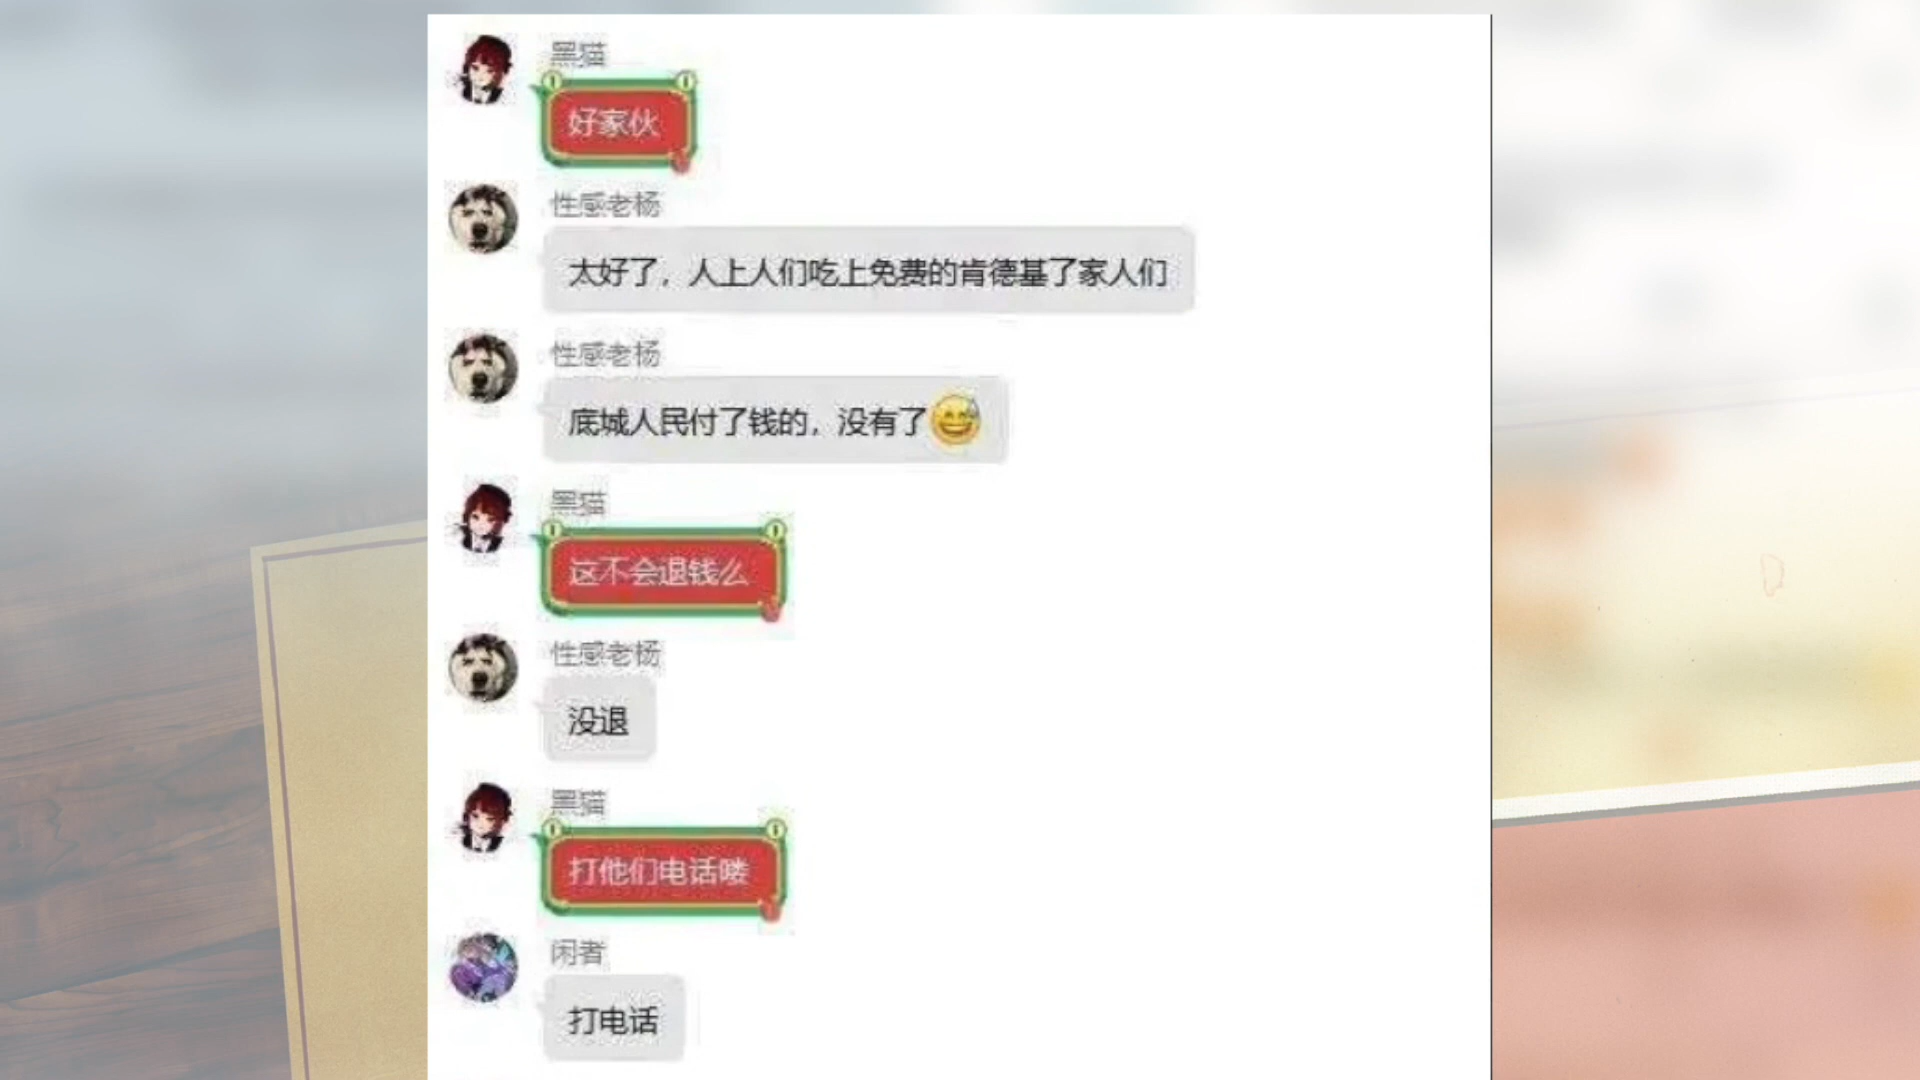 黑猫
好家伙
性感老杨
太好了，人上人们吃上免费的肯德基了家人们
性感老杨
底城人民付了钱的，没有了😅
黑猫
这不会退钱么
性感老杨
没退
黑猫
打他们电话喽
闲者
打电话